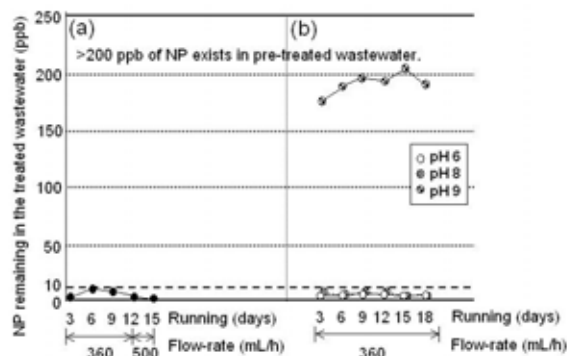 (a)
(b)
>200 ppb of NP exists in pre-treated wastewater.
NP remaining in the treated wastewater (ppb)
250
200
150
100
50
10
0
pH 6
pH 8
pH 9
3 6 9 12 15 Running (days)
360 500 Flow-rate (mL/h)
3 6 9 12 15 18 Running (days)
360 Flow-rate (mL/h)